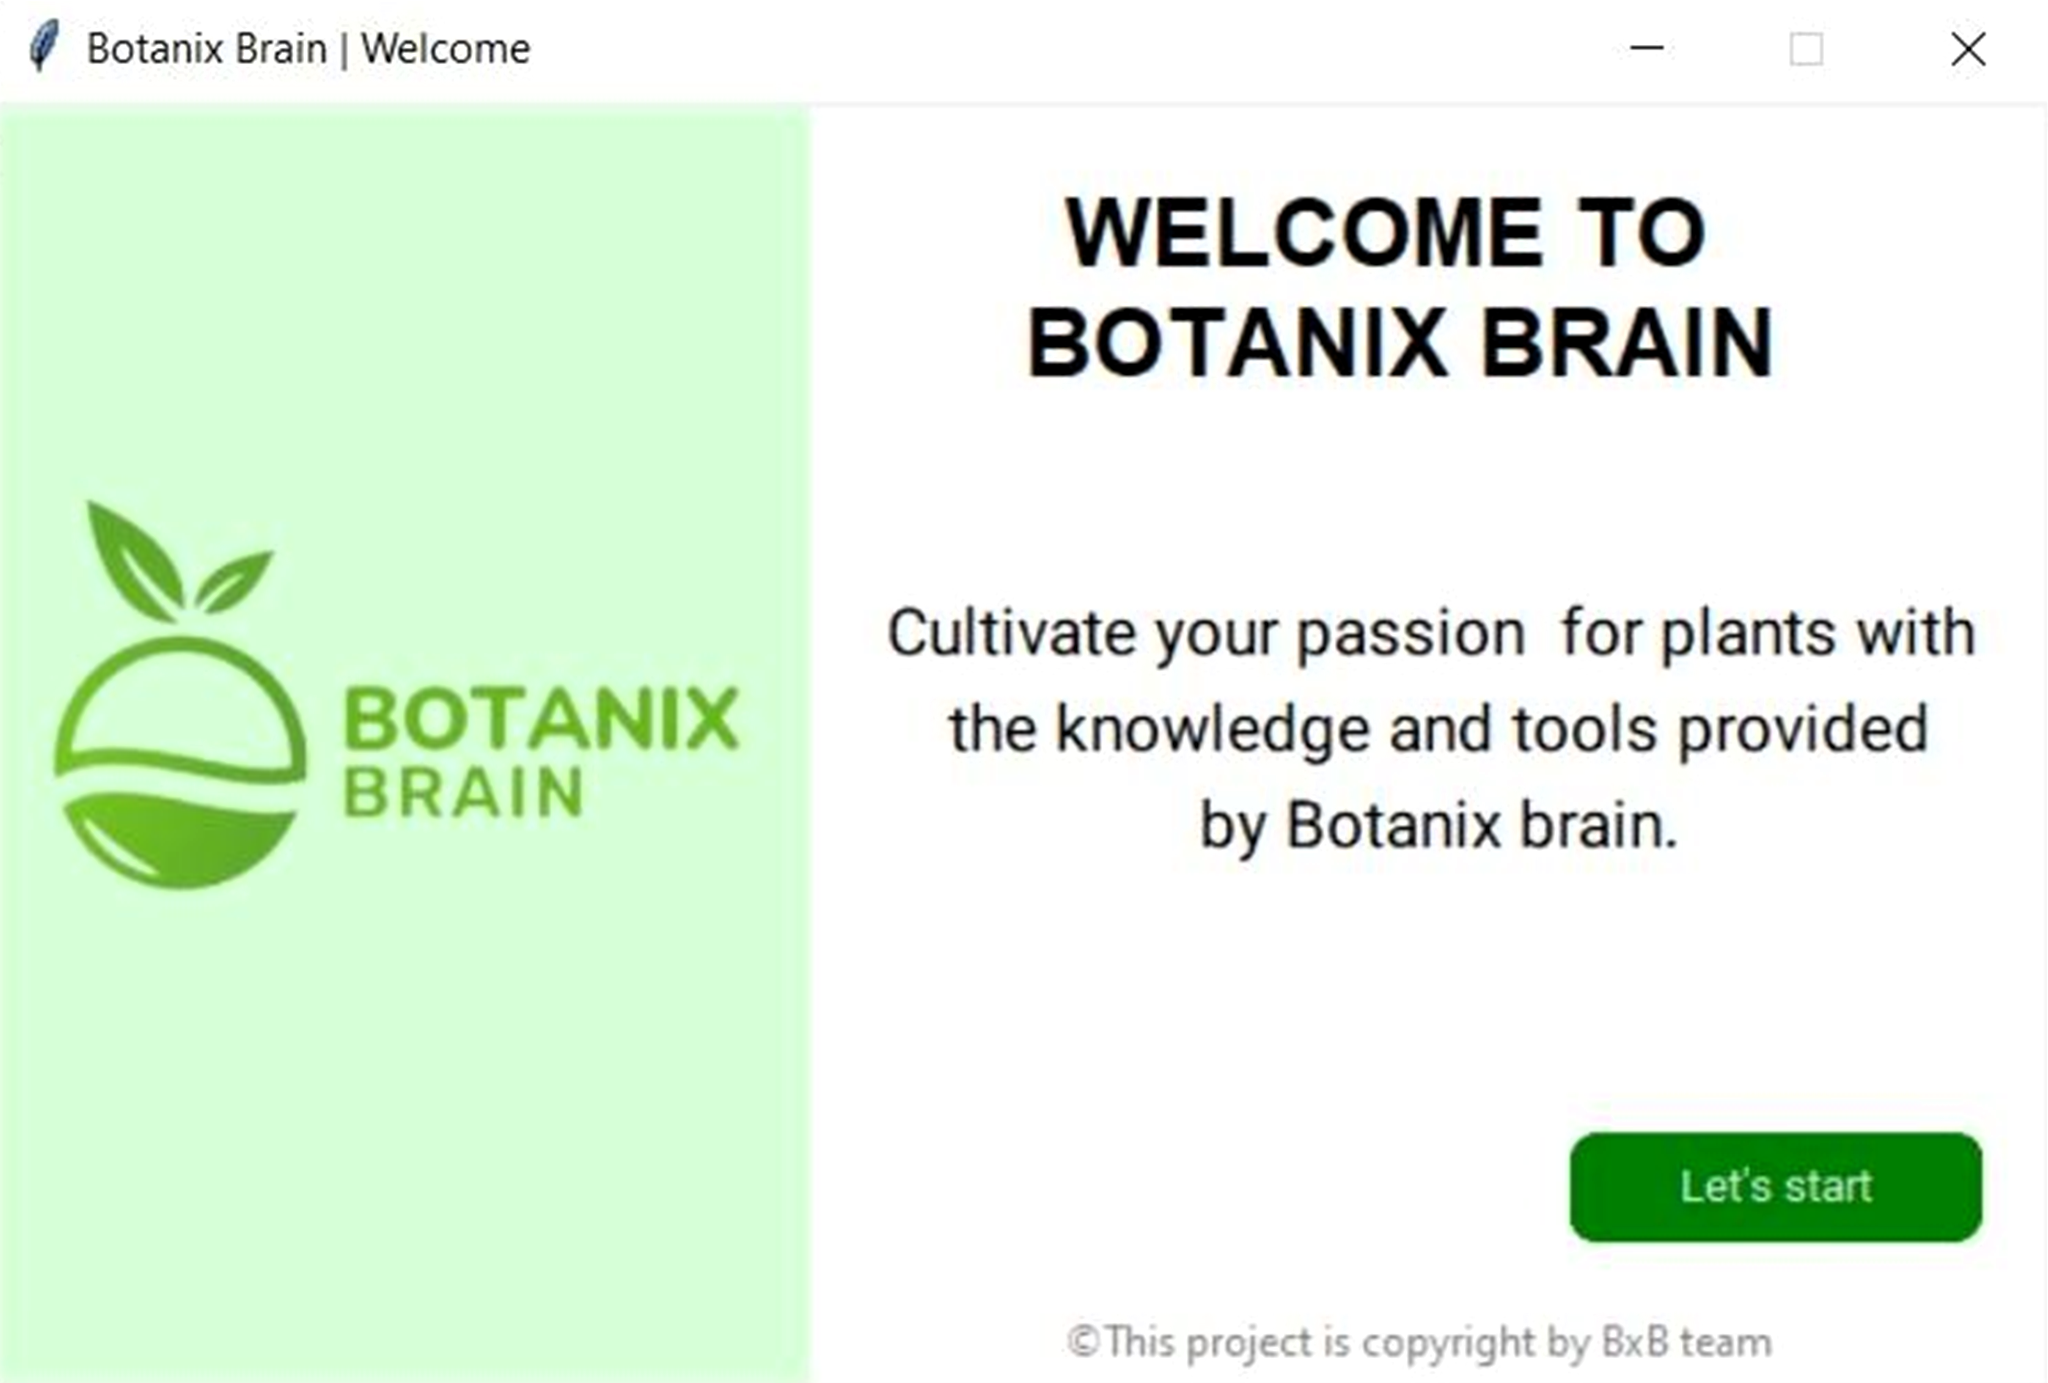 Botanix Brain | Welcome
BOTANIX
BRAIN
WELCOME TO
BOTANIX BRAIN
Cultivate your passion  for plants with
the knowledge and tools provided
by Botanix brain.
Let's start
©This project is copyright by BxB team